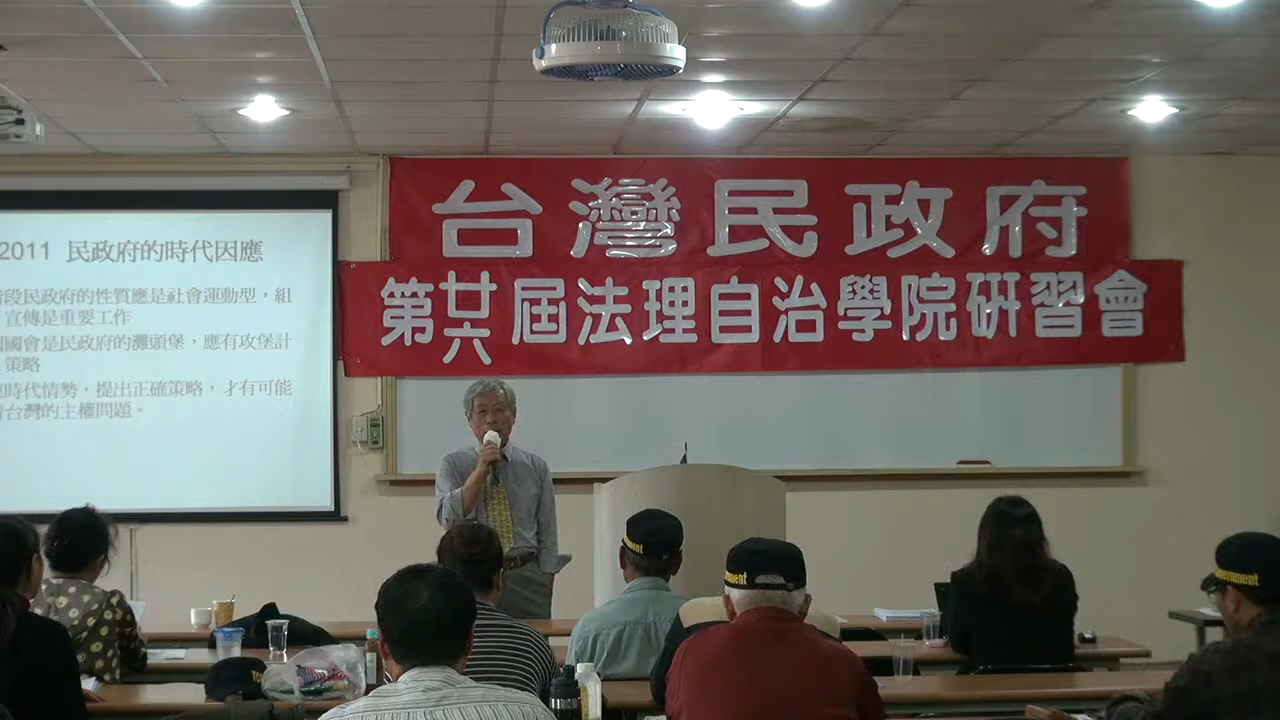 台灣民政府
第廿六屆法理自治學院硏習會
2011 民政府的時代因應
段民政府的性質應是社會運動型，組
宣傳是重要工作
國會是民政府的灘頭堡，應有攻堡計
策略
時代情勢，提出正確策略，才有可能
台灣的主權問題。